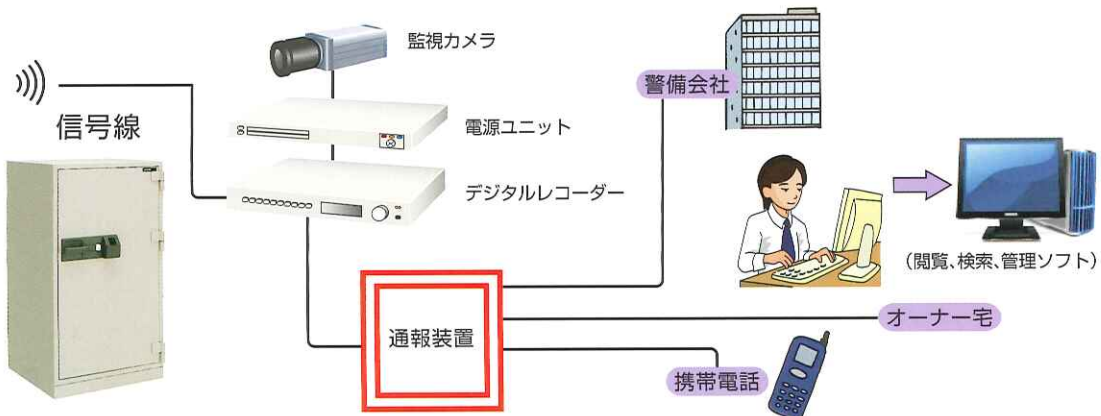 監視カメラ
信号線
電源ユニット
デジタルレコーダー
警備会社
(閲覧、検索、管理ソフト)
通報装置
オーナー宅
携帯電話